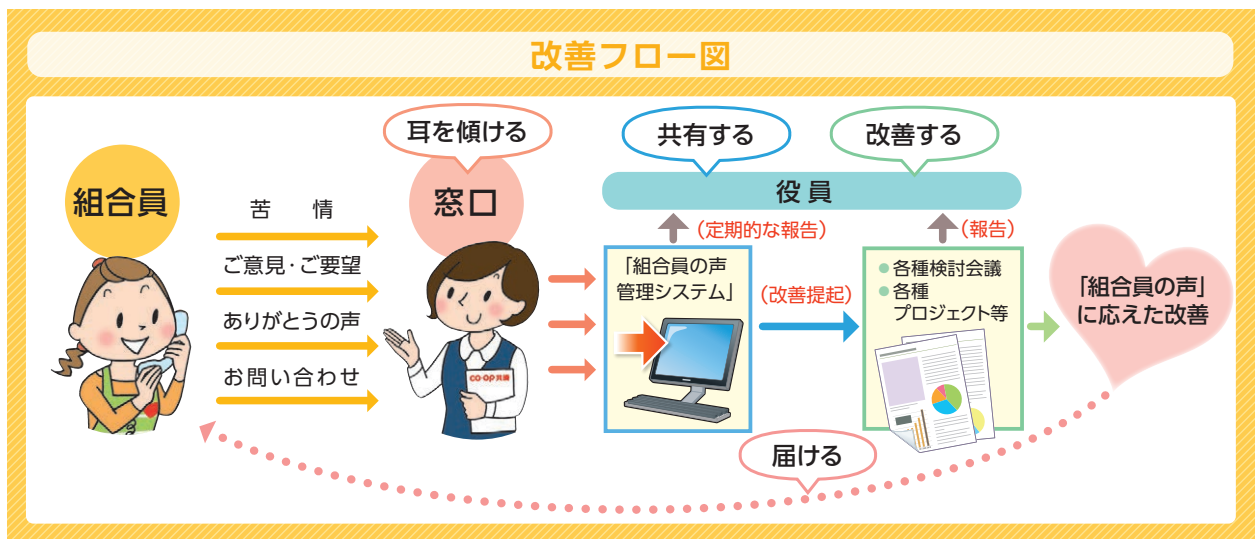 改善フロー図
耳を傾ける
共有する
改善する
組合員
窓口
役員
苦情
ご意見・ご要望
ありがとうの声
お問い合わせ
CO・OP共済
(定期的な報告)
(報告)
「組合員の声
管理システム」
(改善提起)
●各種検討会議
●各種
プロジェクト等
「組合員の声」
に応えた改善
届ける